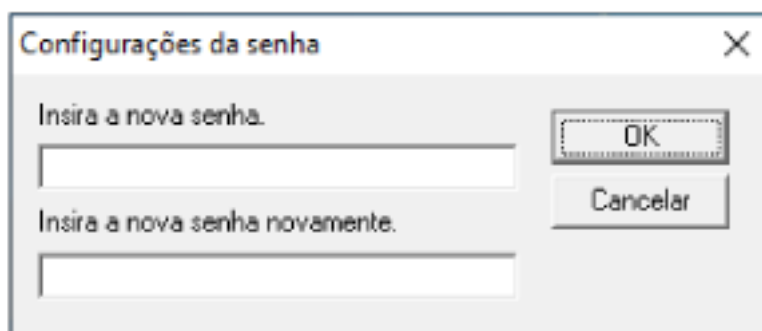 Configurações da senha
Insira a nova senha.
OK
Cancelar
Insira a nova senha novamente.